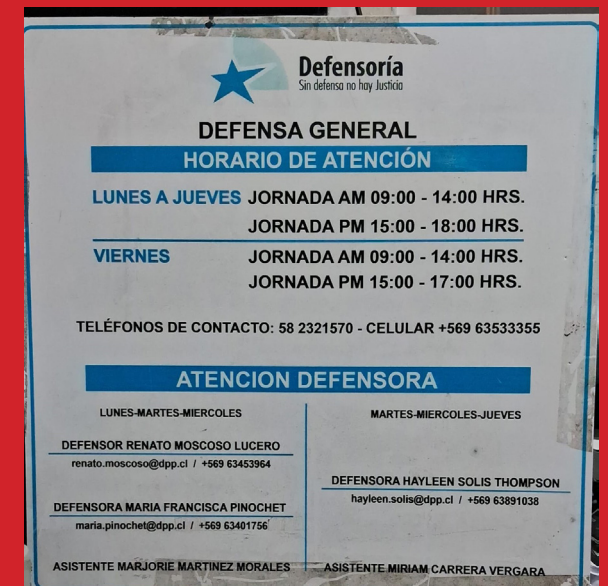 Defensoría
Sin defensa no hay Justicia
DEFENSA GENERAL
HORARIO DE ATENCIÓN
LUNES A JUEVES JORNADA AM 09:00 - 14:00 HRS.
JORNADA PM 15:00 - 18:00 HRS.
VIERNES JORNADA AM 09:00 - 14:00 HRS.
JORNADA PM 15:00 - 17:00 HRS.
TELÉFONOS DE CONTACTO: 58 2321570 - CELULAR +569 63533355
ATENCION DEFENSORA
LUNES-MARTES-MIERCOLES
DEFENSOR RENATO MOSCOSO LUCERO
renato.moscoso@dpp.cl / +569 63453964
DEFENSORA MARIA FRANCISCA PINOCHET
maria.pinochet@dpp.cl / +569 63401756
ASISTENTE MARJORIE MARTINEZ MORALES
MARTES-MIERCOLES-JUEVES
DEFENSORA HAYLEEN SOLIS THOMPSON
hayleen.solis@dpp.cl / +569 63891038
ASISTENTE MIRIAM CARRERA VERGARA